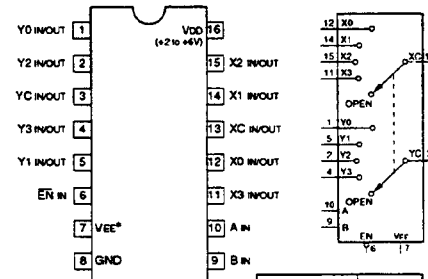 Y0 IN/OUT 1
Y2 IN/OUT 2
YC IN/OUT 3
Y3 IN/OUT 4
Y1 IN/OUT 5
EN IN 6
7 VEE*
8 GND
VDD 16
(+2 to +6V)
15 X2 IN/OUT
14 X1 IN/OUT
13 XC IN/OUT
12 X0 IN/OUT
11 X3 IN/OUT
10 A IN
9 B IN
12 X0
14 X1
15 X2
11 X3
XC
OPEN
1 Y0
5 Y1
2 Y2
4 Y3
YC
OPEN
10 A
9 B
EN VEE
6 7